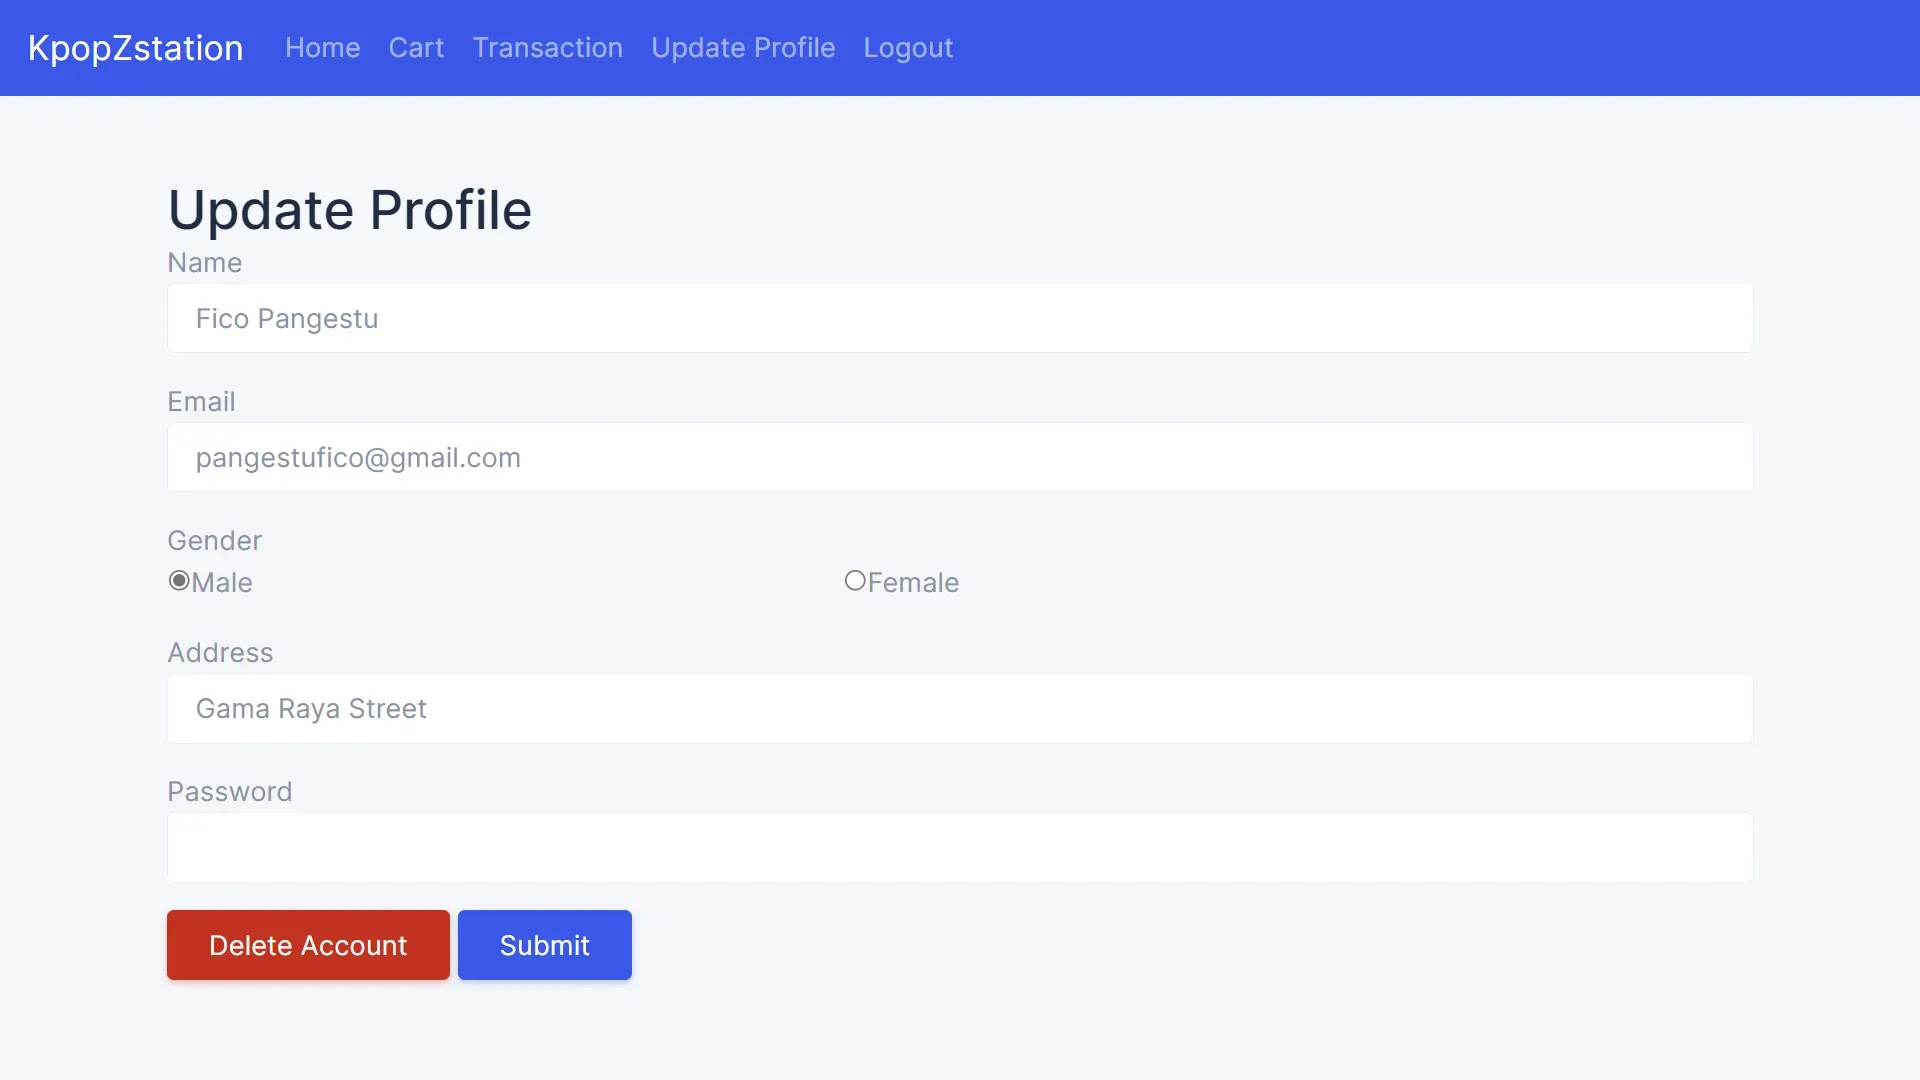 KpopZstation Home Cart Transaction Update Profile Logout
Update Profile
Name
Fico Pangestu
Email
pangestufico@gmail.com
Gender
Male Female
Address
Gama Raya Street
Password
Delete Account Submit